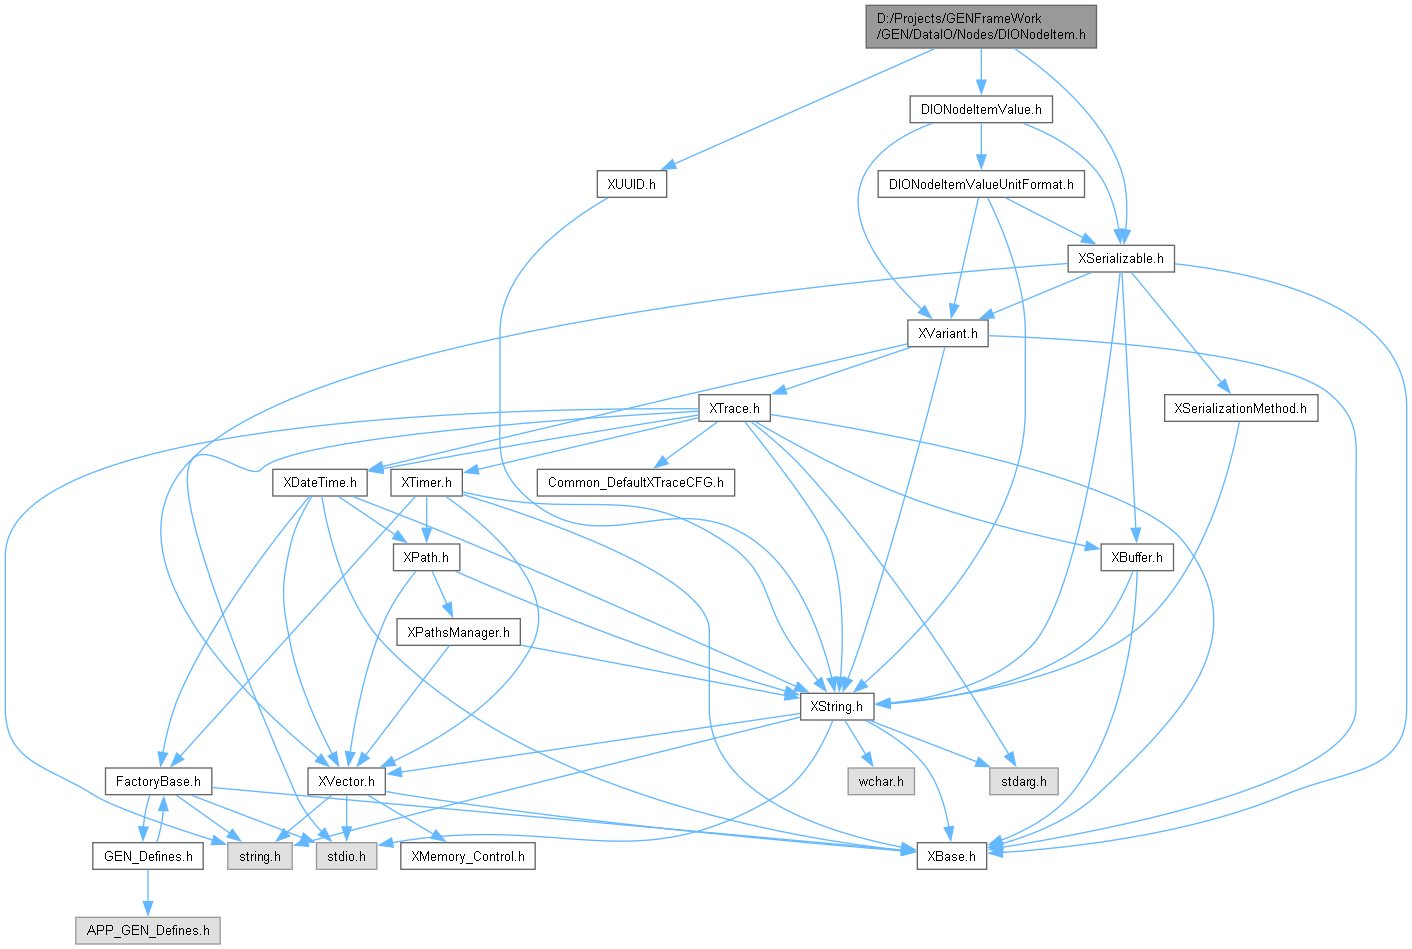 D:/Projects/GENFrameWork
/GEN/DataIO/Nodes/DIONodeItem.h
DIONodeItemValue.h
XUUID.h
DIONodeItemValueUnitFormat.h
XSerializable.h
XVariant.h
XTrace.h
XSerializationMethod.h
XDateTime.h
XTimer.h
Common_DefaultXTraceCFG.h
XPath.h
XBuffer.h
XPathsManager.h
XString.h
FactoryBase.h
XVector.h
wchar.h
stdarg.h
GEN_Defines.h
string.h
stdio.h
XMemory_Control.h
XBase.h
APP_GEN_Defines.h